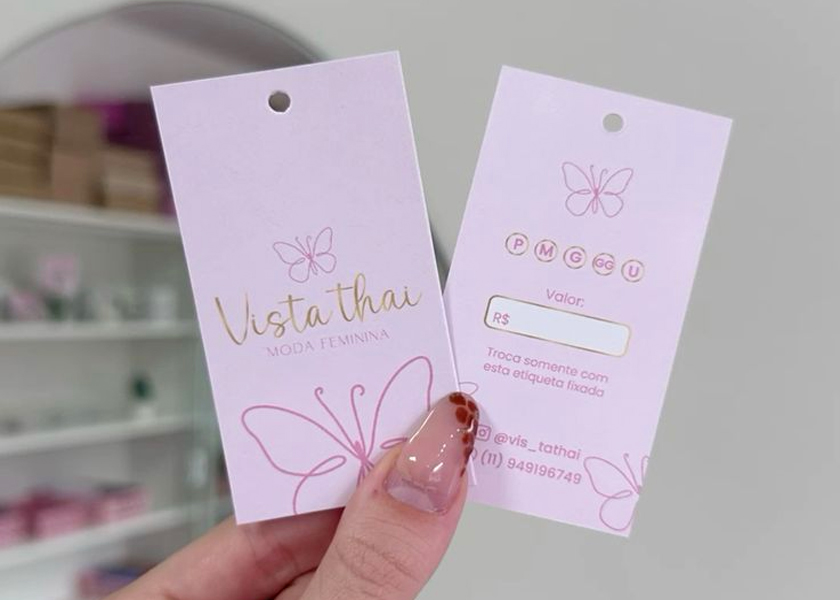 Vista thai
MODA FEMININA
P M G GG U
Valor:
R$
Troca somente com
esta etiqueta fixada
@vis_tathai
(11) 949196749